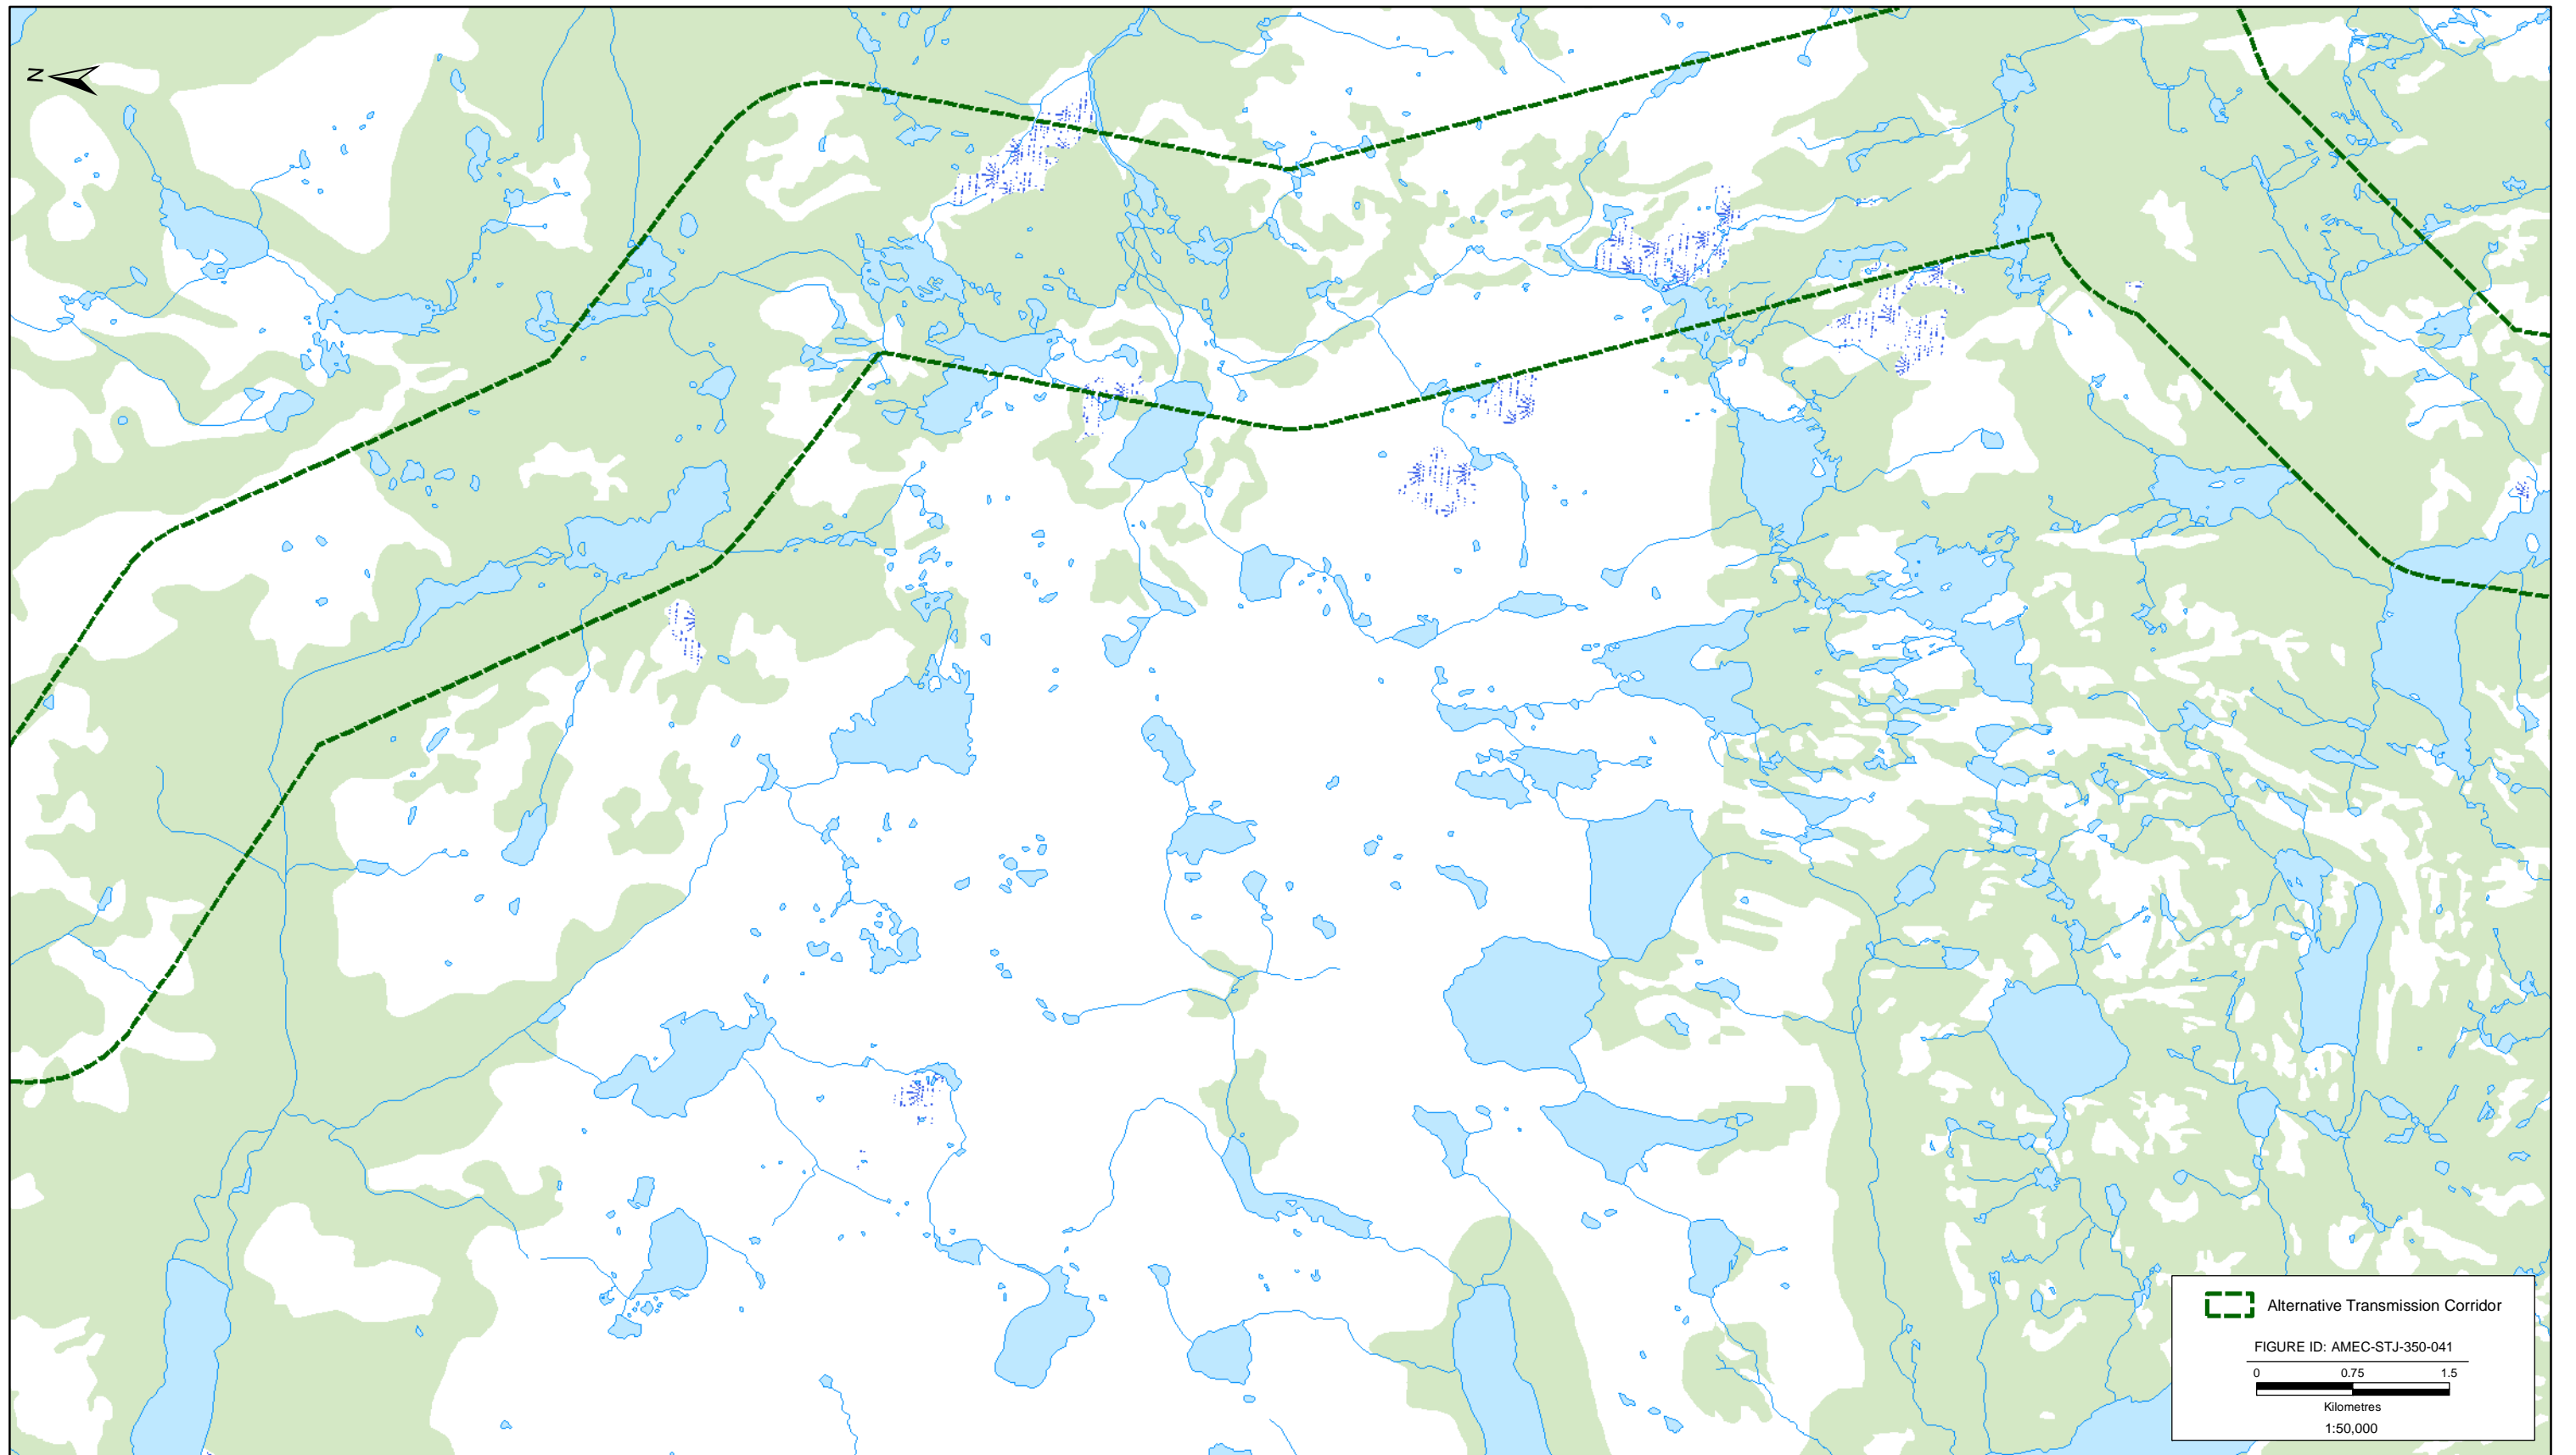 N
Alternative Transmission Corridor
FIGURE ID: AMEC-STJ-350-041
0 0.75 1.5
Kilometres
1:50,000